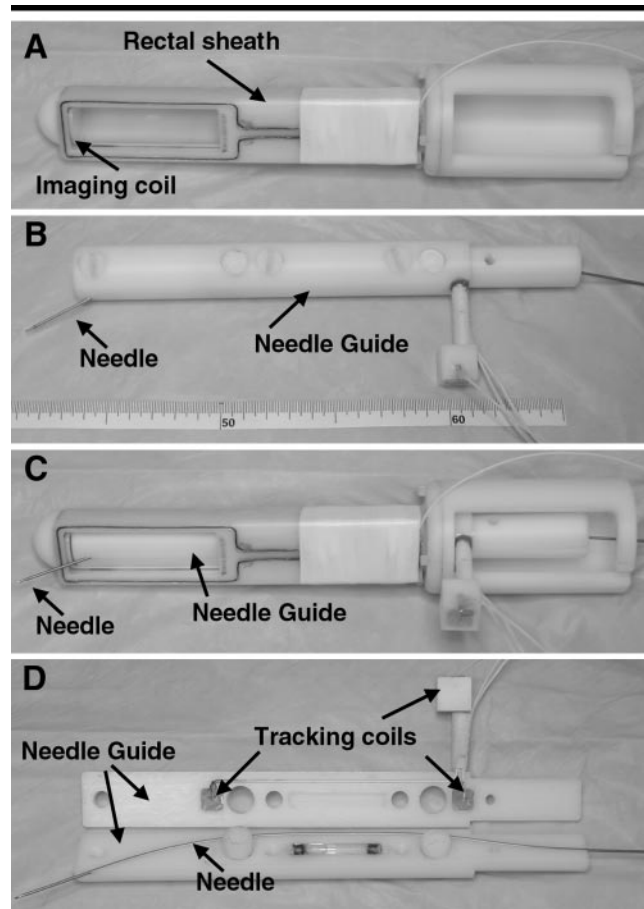 A
Rectal sheath
Imaging coil
B
Needle
Needle Guide
50
60
C
Needle Guide
Needle
D
Tracking coils
Needle Guide
Needle